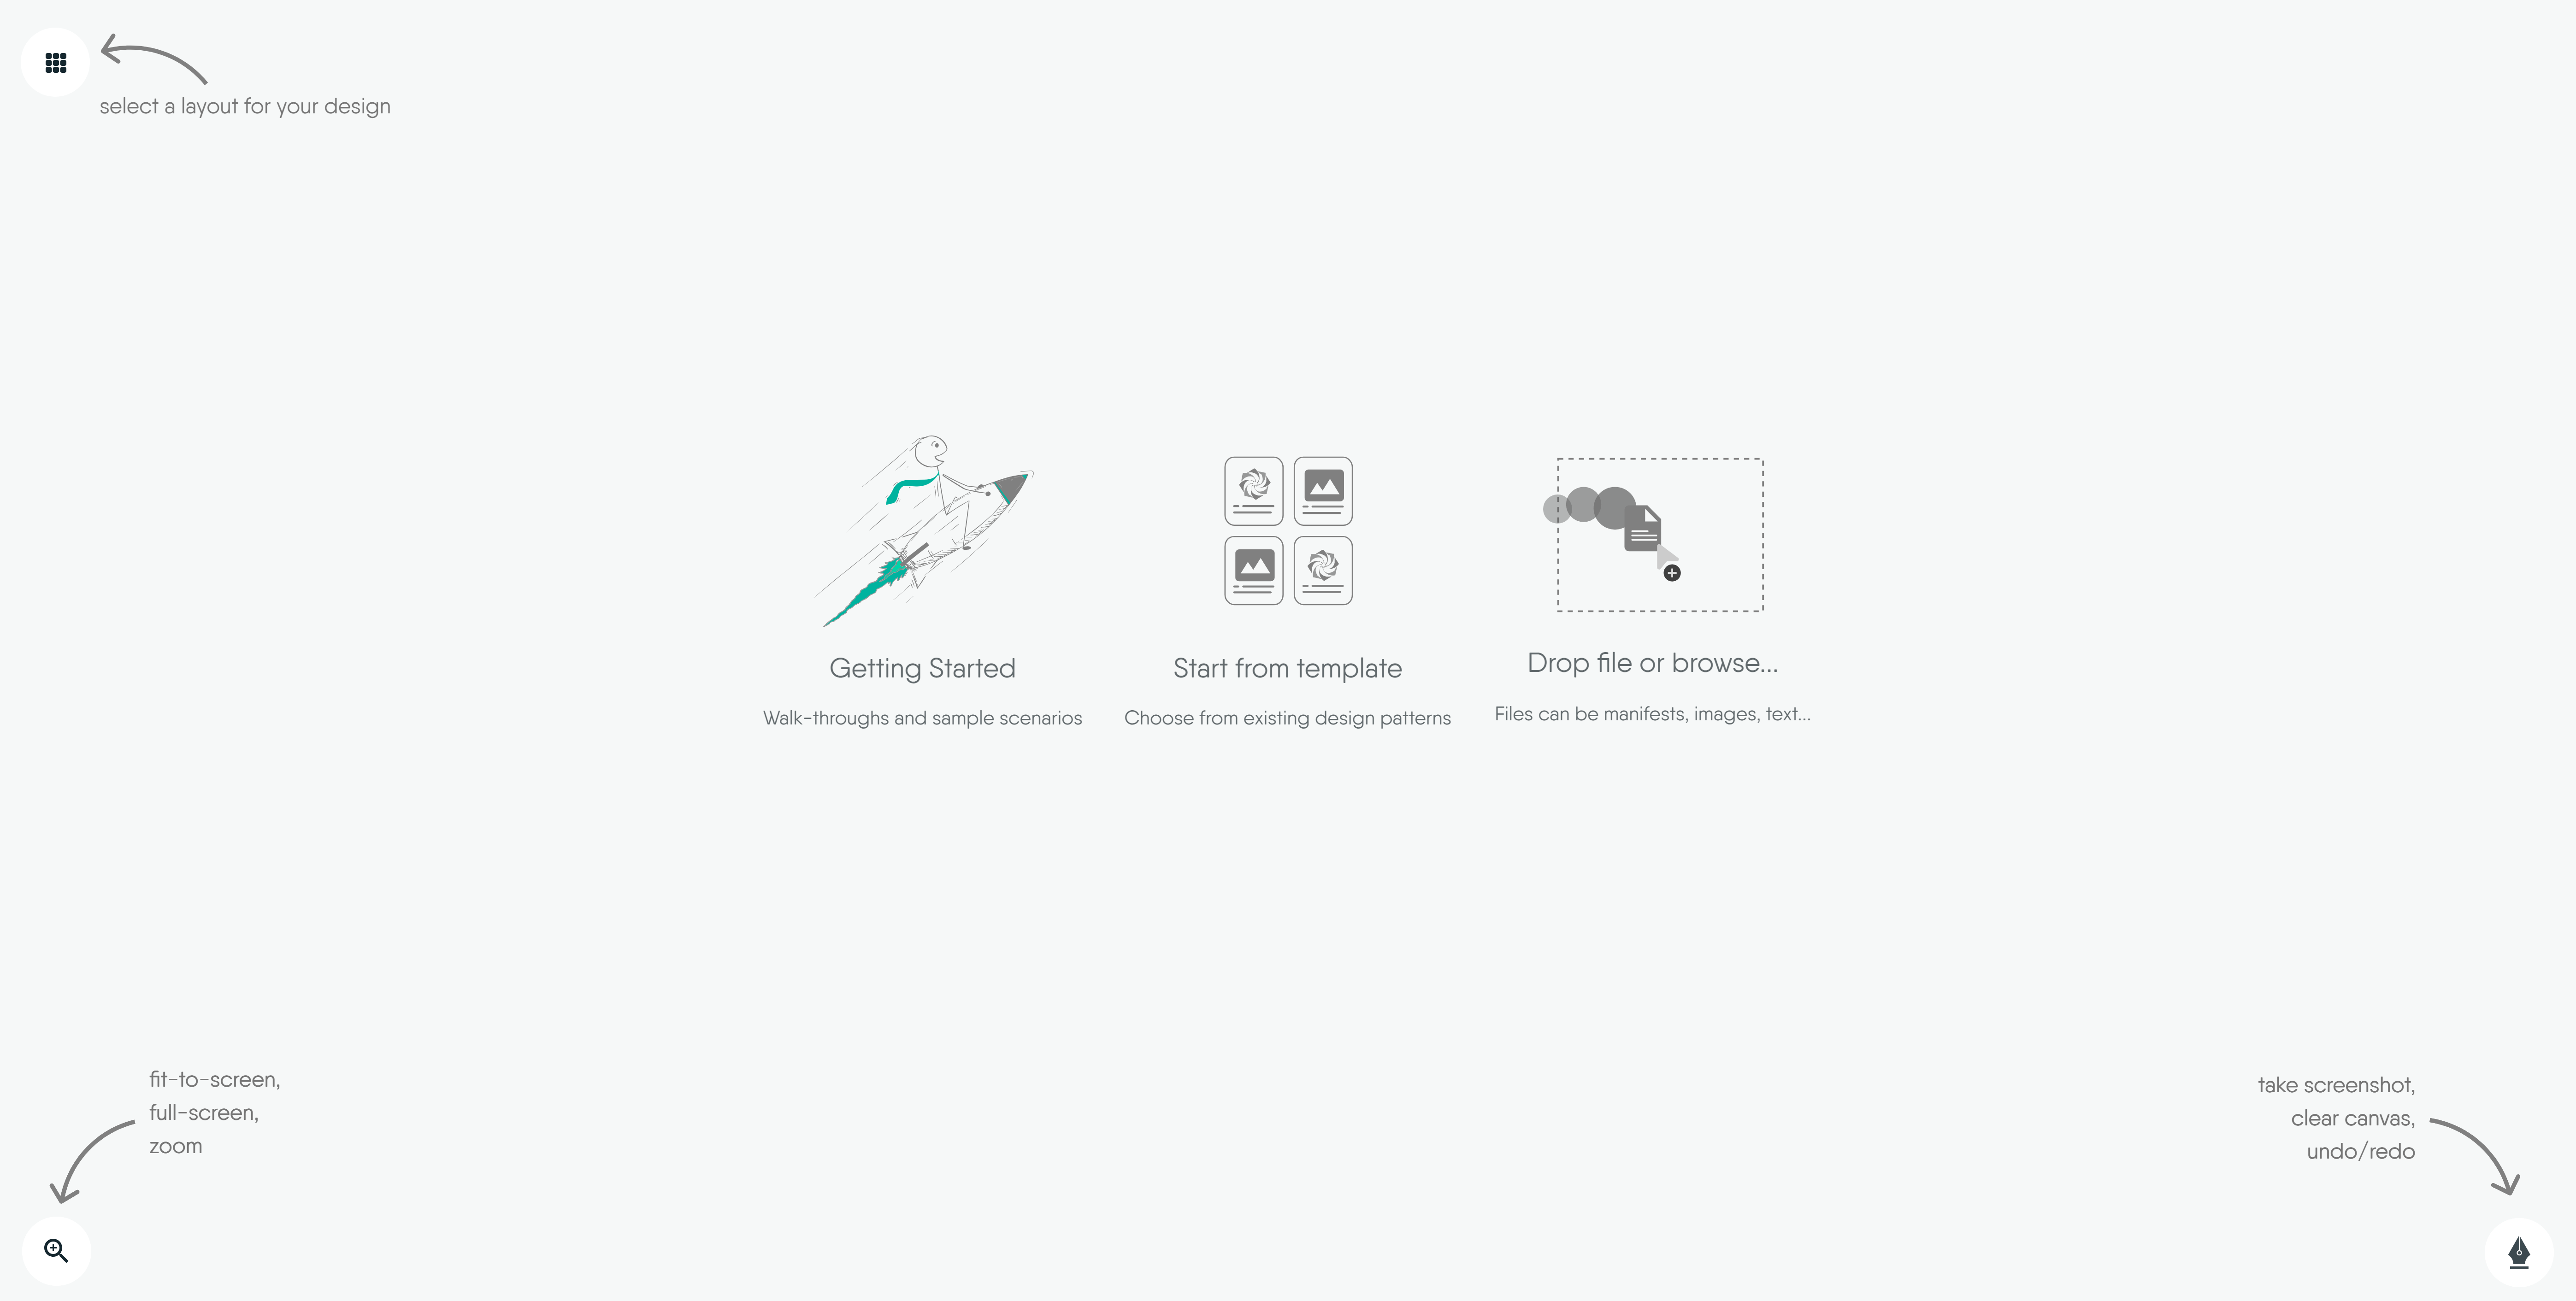 select a layout for your design
Getting Started
Walk-throughs and sample scenarios
Start from template
Choose from existing design patterns
Drop file or browse...
Files can be manifests, images, text...
fit-to-screen,
full-screen,
zoom
take screenshot,
clear canvas,
undo/redo